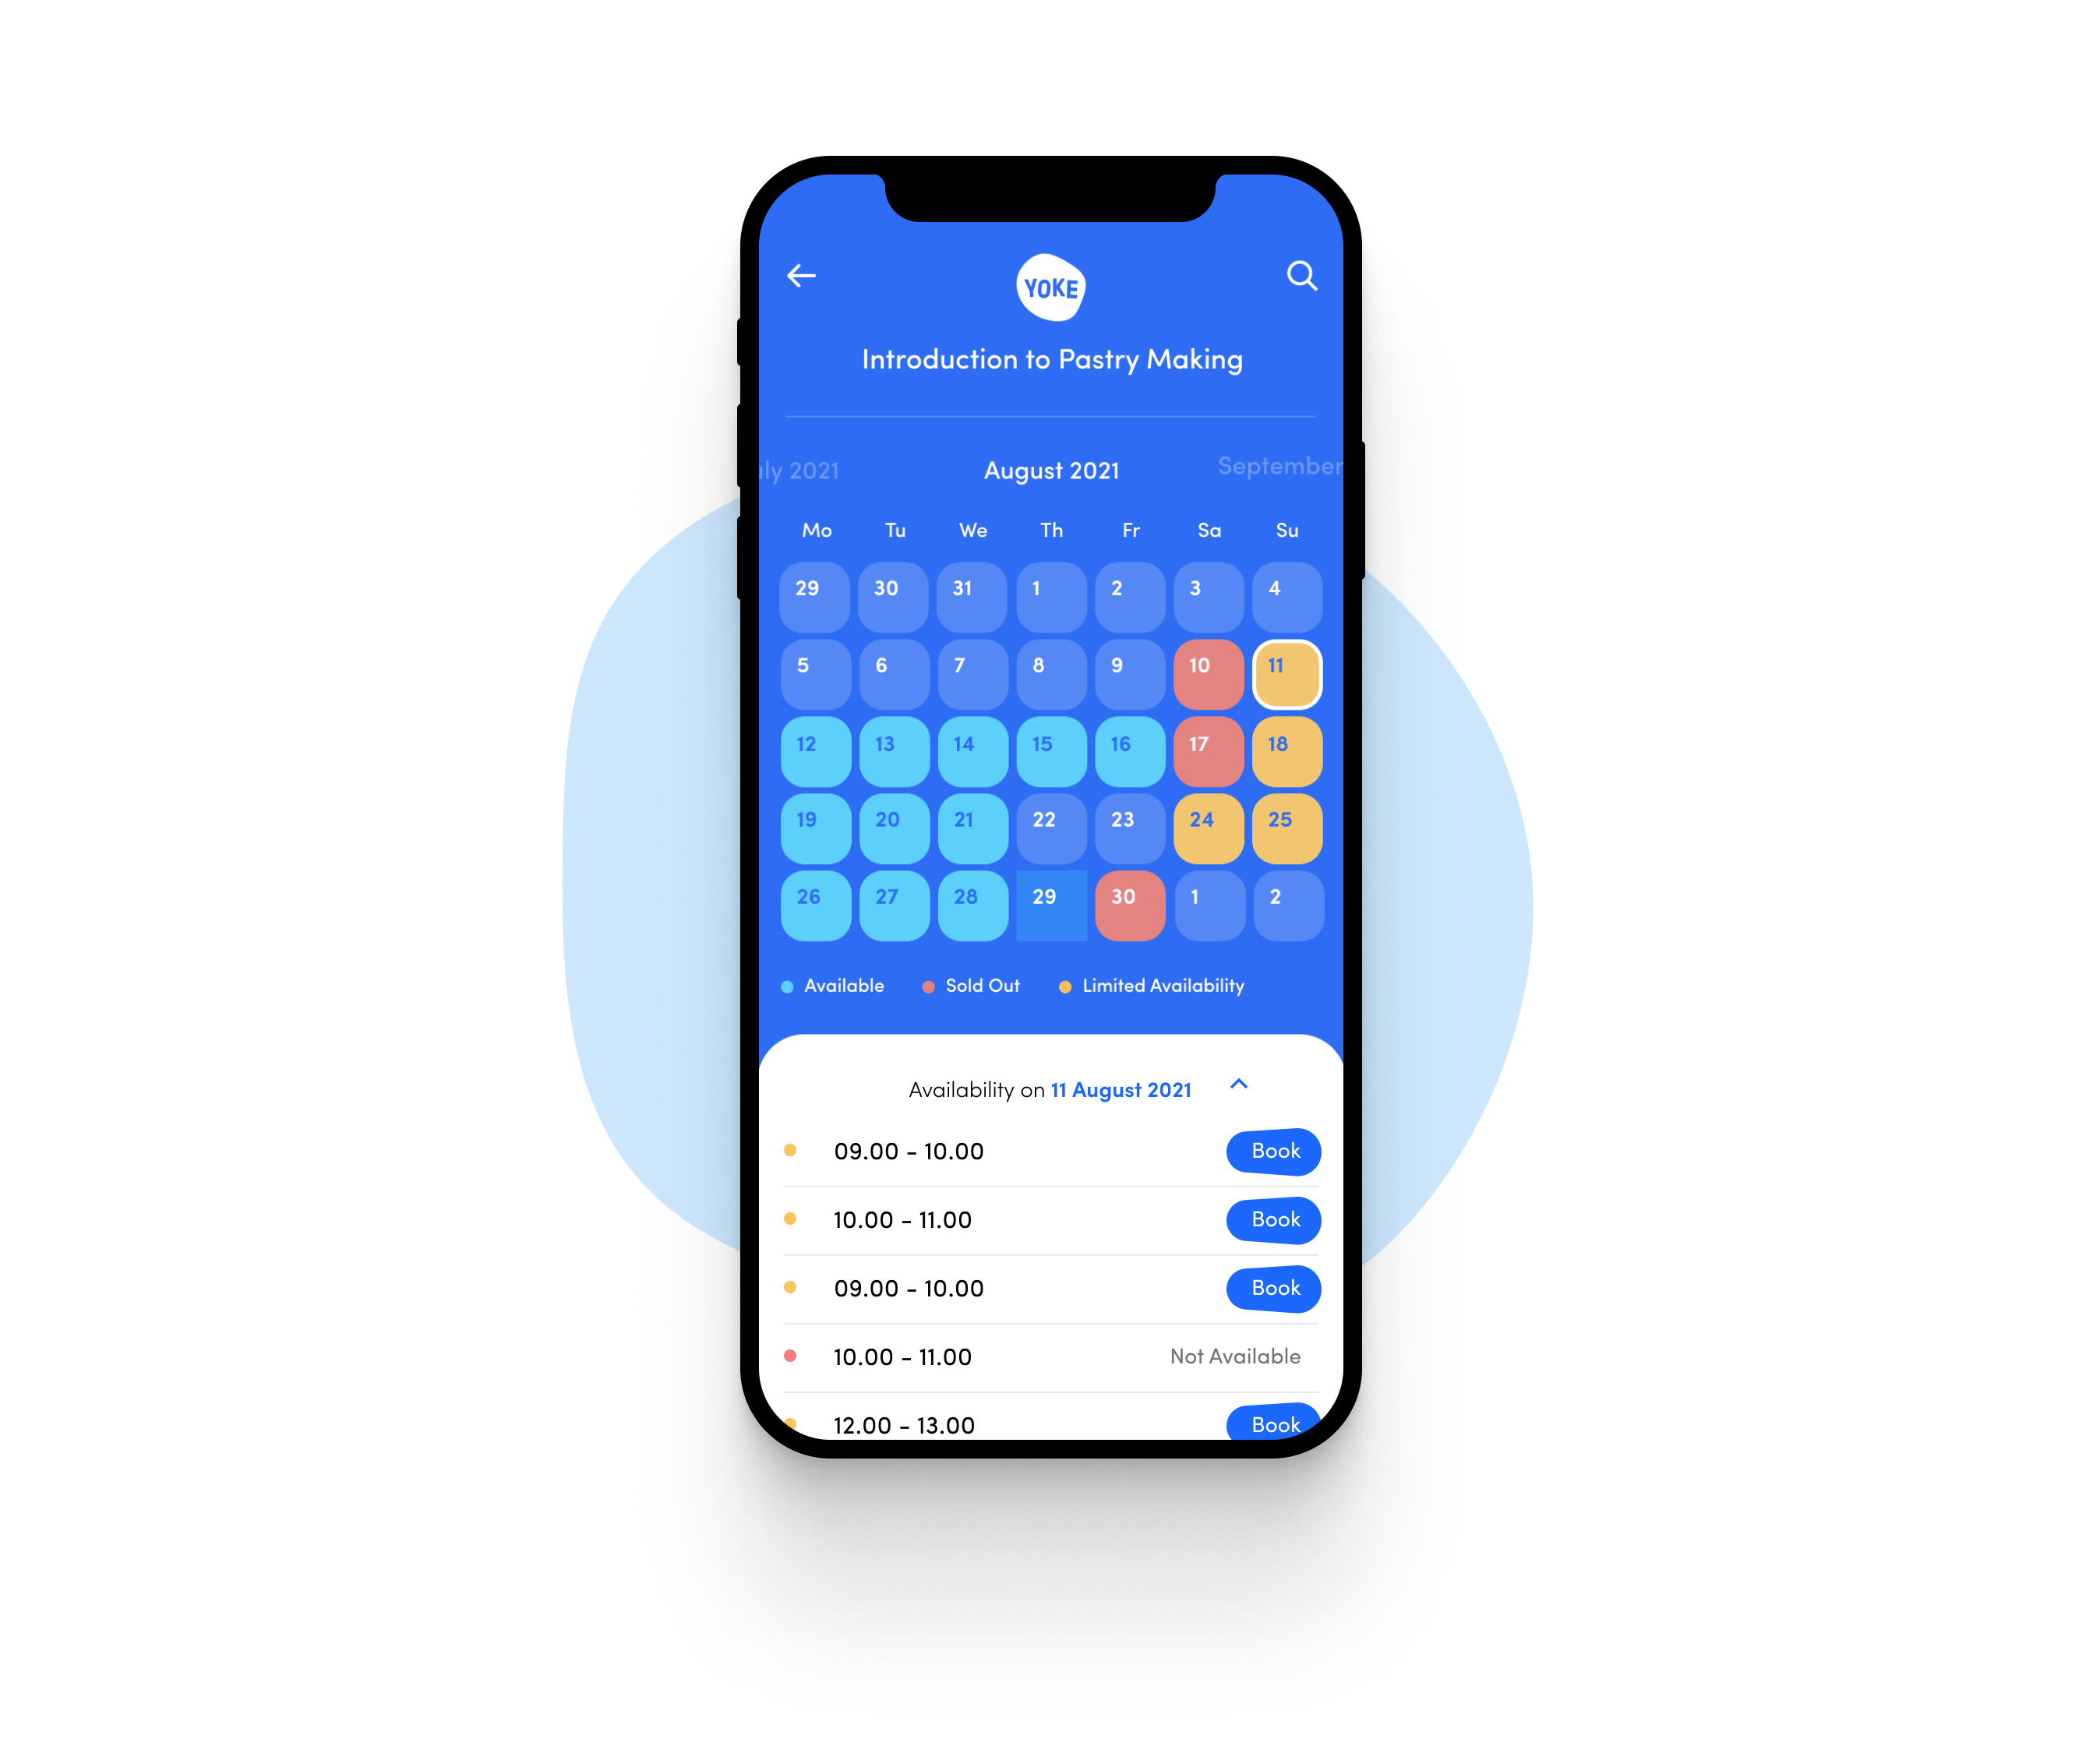 YOKE
Introduction to Pastry Making
uly 2021 August 2021 September
Mo Tu We Th Fr Sa Su
29 30 31 1 2 3 4
5 6 7 8 9 10 11
12 13 14 15 16 17 18
19 20 21 22 23 24 25
26 27 28 29 30 1 2
Available Sold Out Limited Availability
Availability on 11 August 2021
09.00 - 10.00 Book
10.00 - 11.00 Book
09.00 - 10.00 Book
10.00 - 11.00 Not Available
12.00 - 13.00 Book